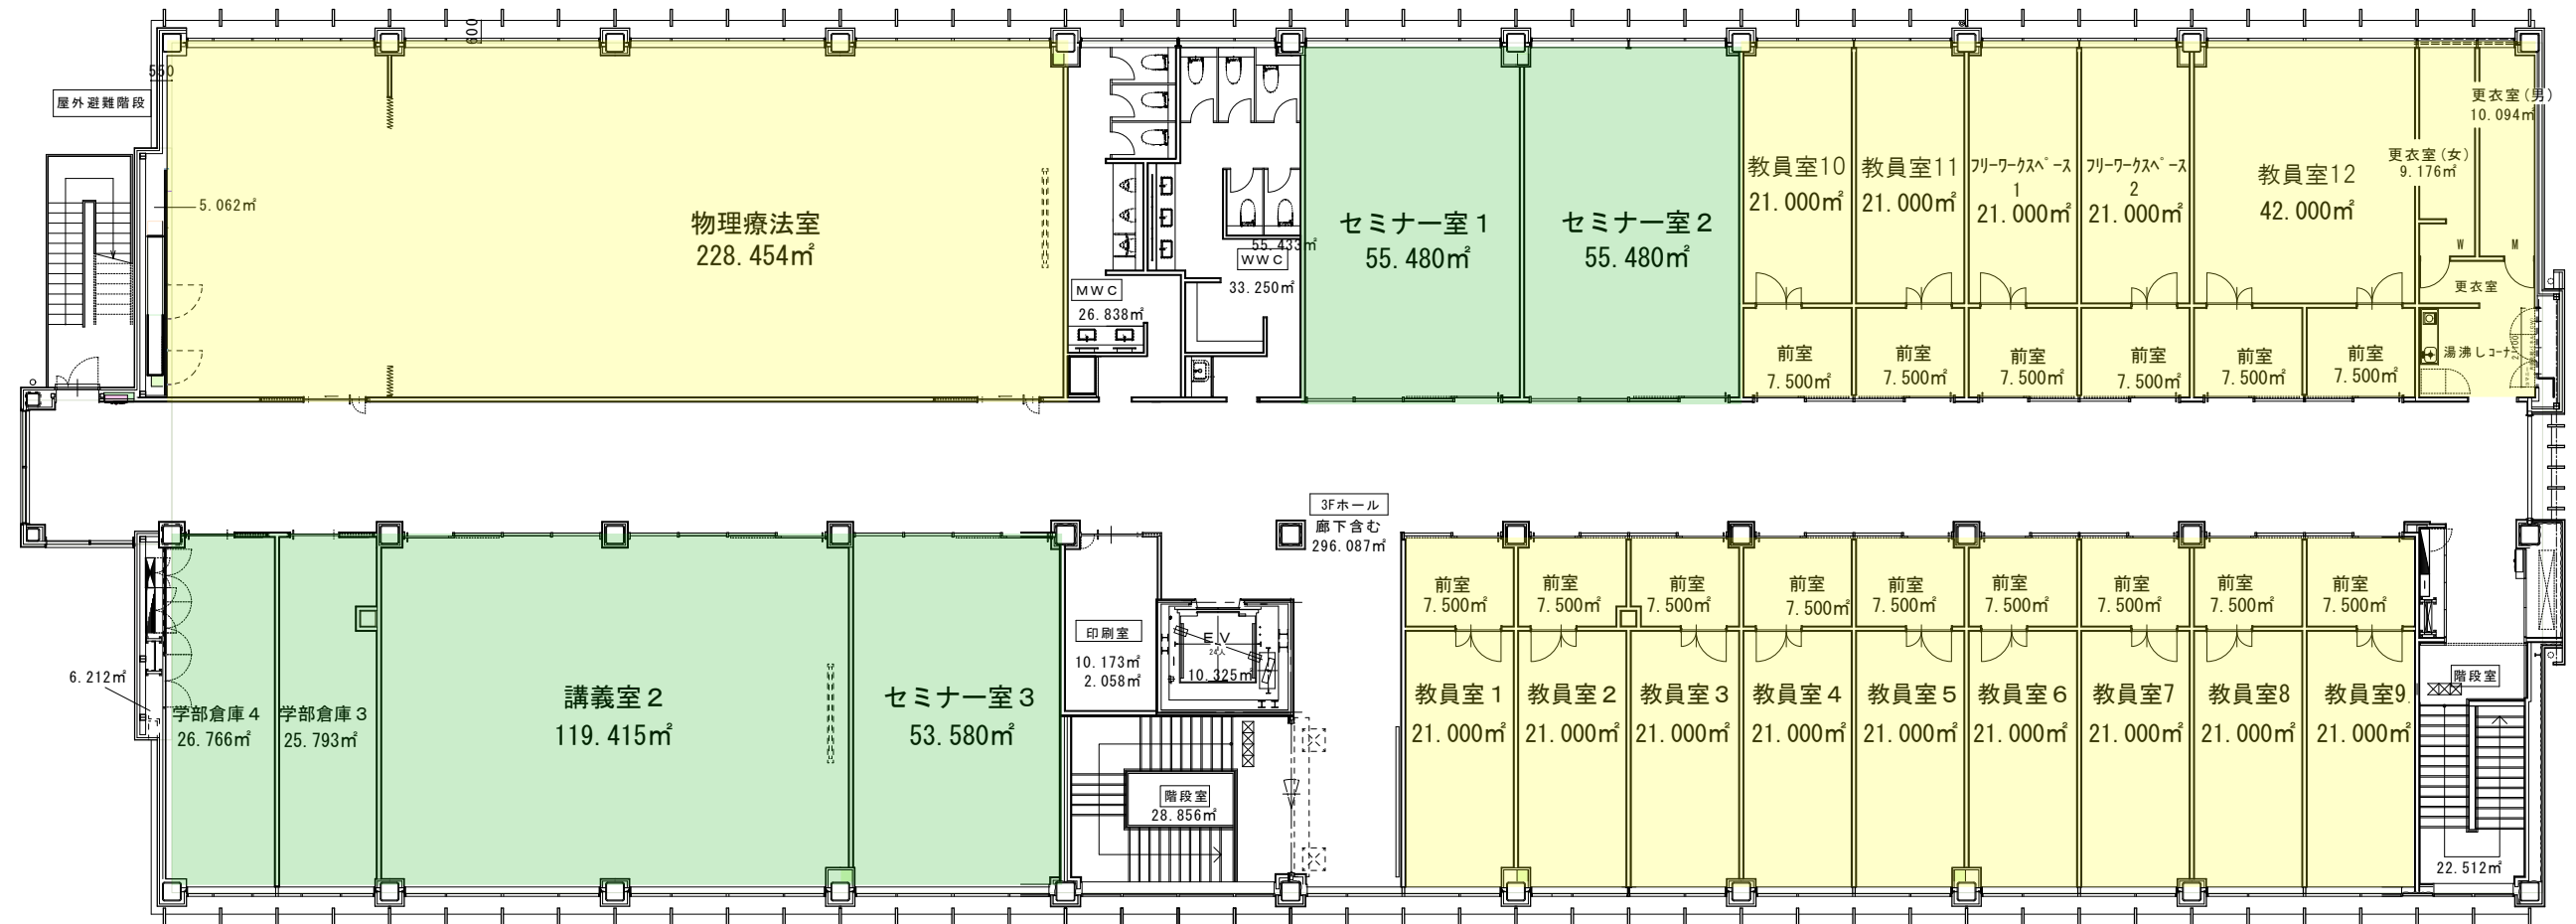 600
550
屋外避難階段
5.062㎡
物理療法室
228.454㎡
MWC
26.838㎡
55.433㎡
WWC
33.250㎡
セミナー室1
55.480㎡
セミナー室2
55.480㎡
教員室10
21.000㎡
教員室11
21.000㎡
フリーワークスペース
1
21.000㎡
フリーワークスペース
2
21.000㎡
教員室12
42.000㎡
更衣室(男)
10.094㎡
更衣室(女)
9.176㎡
W
M
更衣室
湯沸しコーナー
前室
7.500㎡
前室
7.500㎡
前室
7.500㎡
前室
7.500㎡
前室
7.500㎡
前室
7.500㎡
3Fホール
廊下含む
296.087㎡
6.212㎡
学部倉庫4
26.766㎡
学部倉庫3
25.793㎡
講義室2
119.415㎡
セミナー室3
53.580㎡
印刷室
10.173㎡
2.058㎡
EV
24人
10.325㎡
階段室
28.856㎡
前室
7.500㎡
前室
7.500㎡
前室
7.500㎡
前室
7.500㎡
前室
7.500㎡
前室
7.500㎡
前室
7.500㎡
前室
7.500㎡
前室
7.500㎡
教員室1
21.000㎡
教員室2
21.000㎡
教員室3
21.000㎡
教員室4
21.000㎡
教員室5
21.000㎡
教員室6
21.000㎡
教員室7
21.000㎡
教員室8
21.000㎡
教員室9
21.000㎡
階段室
22.512㎡